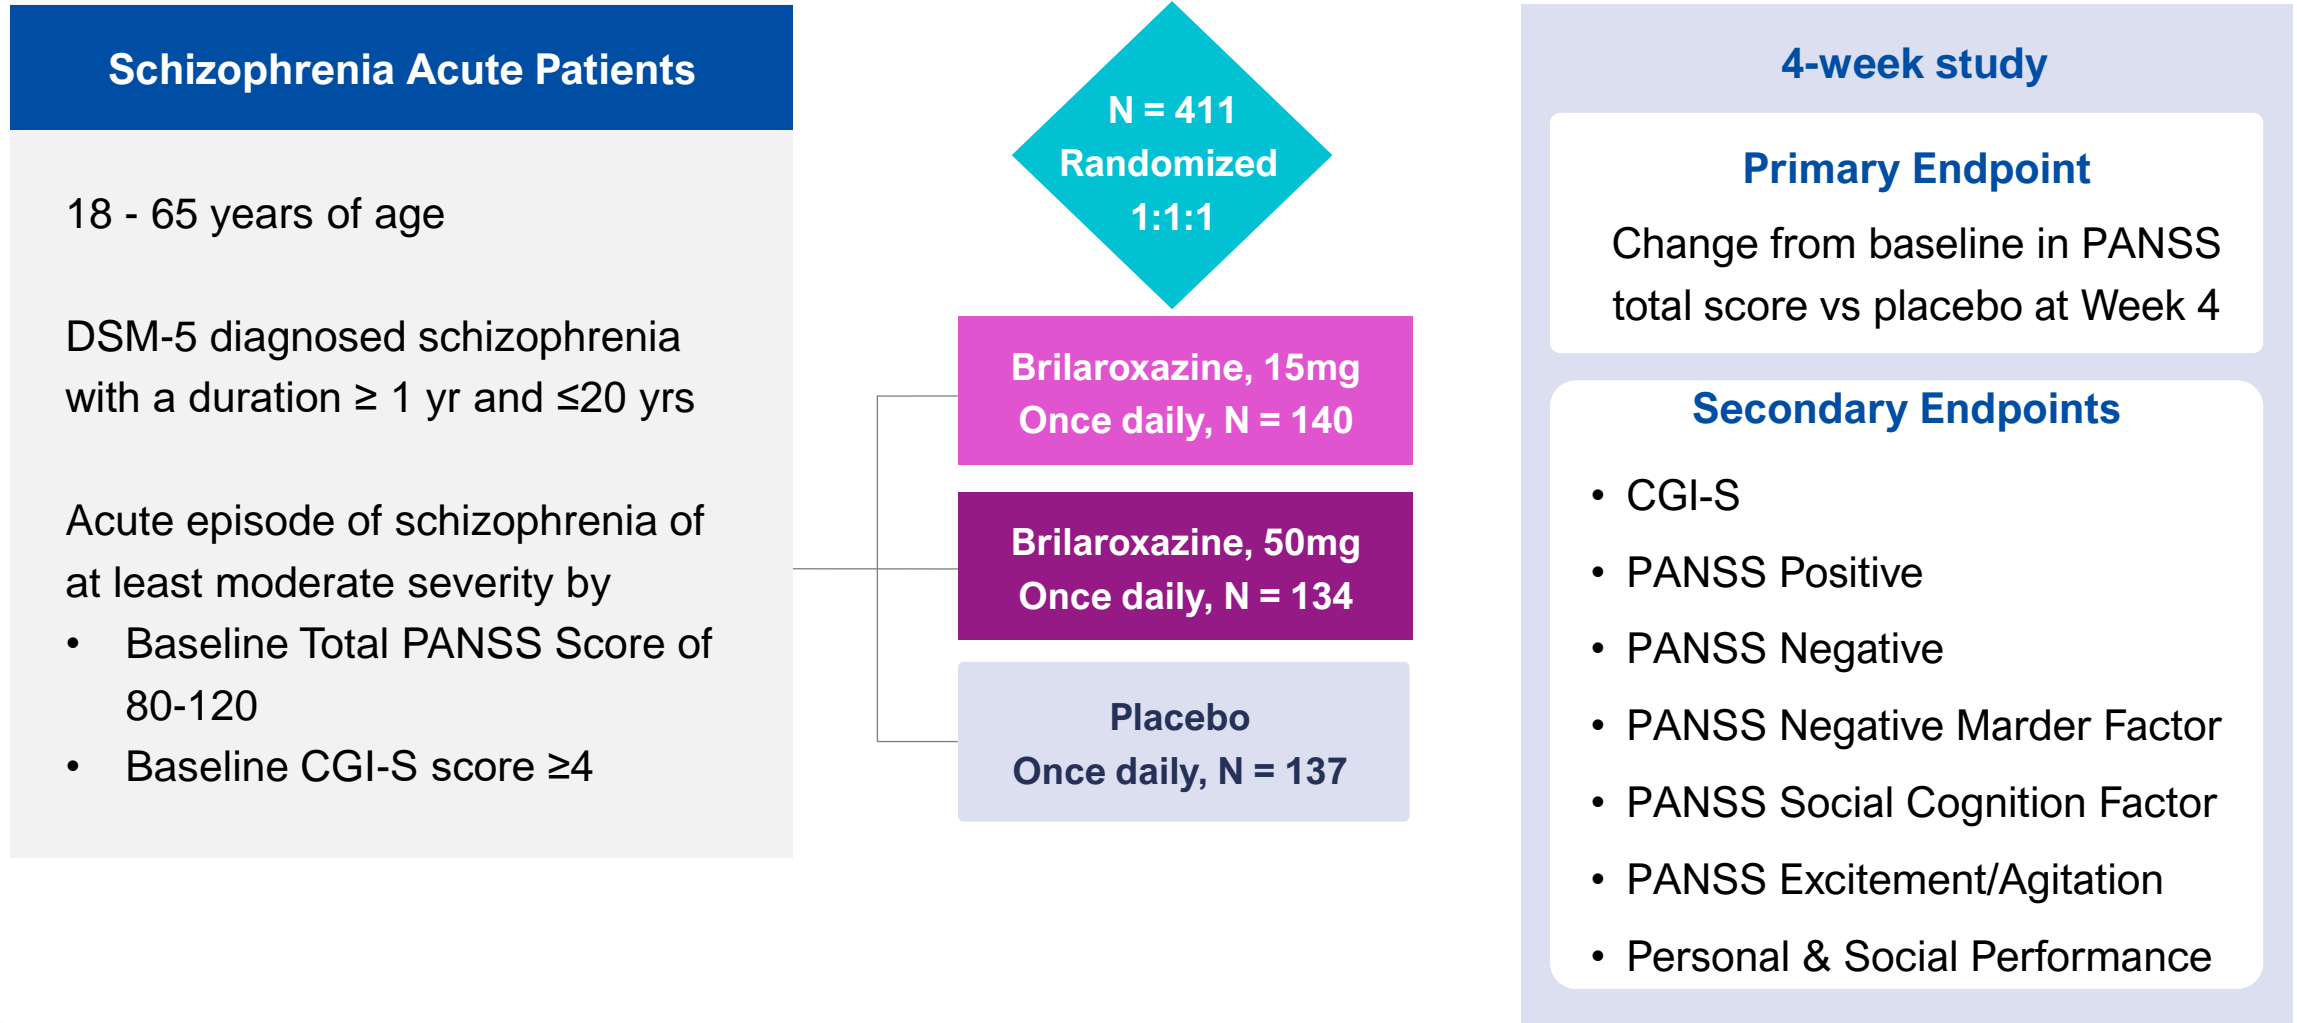 Schizophrenia Acute Patients
18 - 65 years of age
DSM-5 diagnosed schizophrenia
with a duration ≥ 1 yr and ≤20 yrs
Acute episode of schizophrenia of
at least moderate severity by
• Baseline Total PANSS Score of
80-120
• Baseline CGI-S score ≥4
N = 411
Randomized
1:1:1
Brilaroxazine, 15mg
Once daily, N = 140
Brilaroxazine, 50mg
Once daily, N = 134
Placebo
Once daily, N = 137
4-week study
Primary Endpoint
Change from baseline in PANSS
total score vs placebo at Week 4
Secondary Endpoints
• CGI-S
• PANSS Positive
• PANSS Negative
• PANSS Negative Marder Factor
• PANSS Social Cognition Factor
• PANSS Excitement/Agitation
• Personal & Social Performance